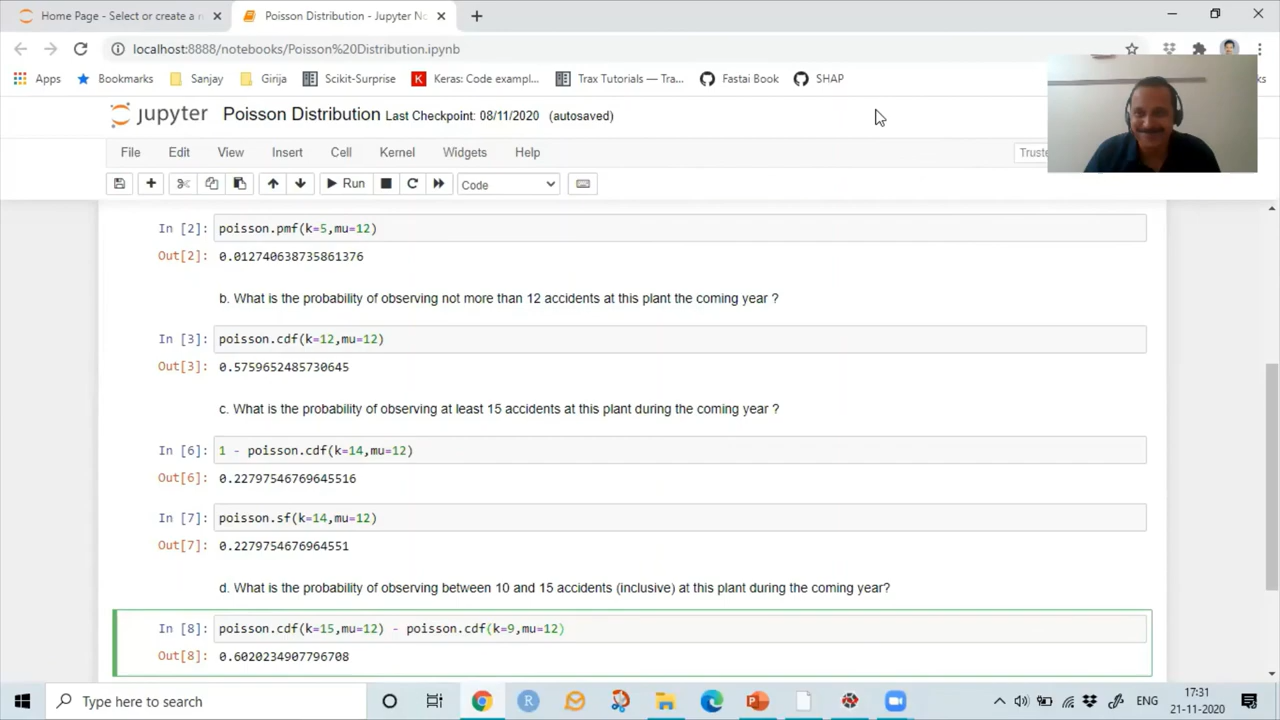 Home Page - Select or create a n
Poisson Distribution - Jupyter No
localhost:8888/notebooks/Poisson%20Distribution.ipynb
Apps Bookmarks Sanjay Girija Scikit-Surprise K Keras: Code exampl... Trax Tutorials — Tra... Fastai Book SHAP
jupyter Poisson Distribution Last Checkpoint: 08/11/2020 (autosaved)
File Edit View Insert Cell Kernel Widgets Help Truste
Run Code
In [2]: poisson.pmf(k=5,mu=12)
Out[2]: 0.012740638735861376
b. What is the probability of observing not more than 12 accidents at this plant the coming year ?
In [3]: poisson.cdf(k=12,mu=12)
Out[3]: 0.5759652485730645
c. What is the probability of observing at least 15 accidents at this plant during the coming year ?
In [6]: 1 - poisson.cdf(k=14,mu=12)
Out[6]: 0.22797546769645516
In [7]: poisson.sf(k=14,mu=12)
Out[7]: 0.2279754676964551
d. What is the probability of observing between 10 and 15 accidents (inclusive) at this plant during the coming year?
In [8]: poisson.cdf(k=15,mu=12) - poisson.cdf(k=9,mu=12)
Out[8]: 0.6020234907796708
Type here to search
R
ENG
17:31
21-11-2020